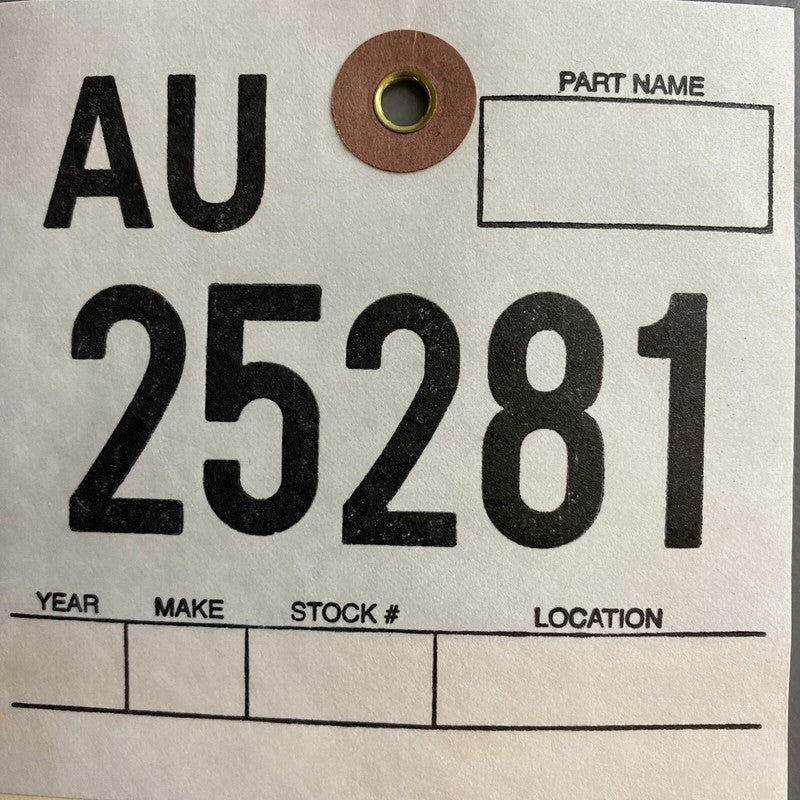 AU
PART NAME
25281
YEAR MAKE STOCK # LOCATION